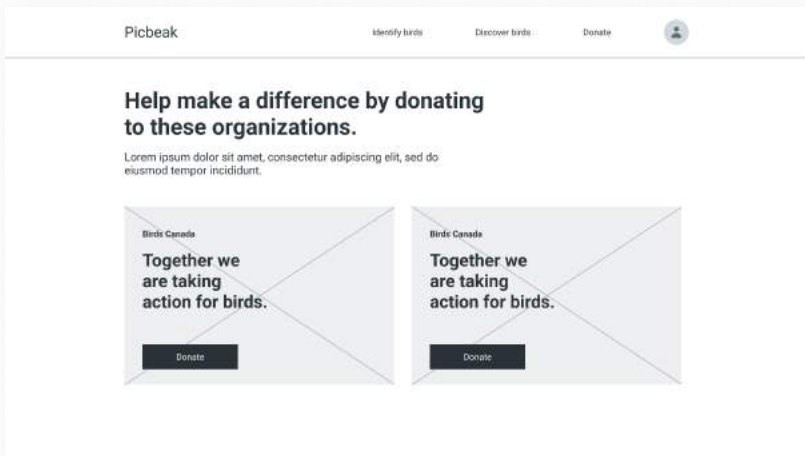 Picbeak
Identify birds
Discover birds
Donate
Help make a difference by donating
to these organizations.
Lorem ipsum dolor sit amet, consectetur adipiscing elit, sed do
eiusmod tempor incididunt.
Birds Canada
Together we
are taking
action for birds.
Donate
Birds Canada
Together we
are taking
action for birds.
Donate